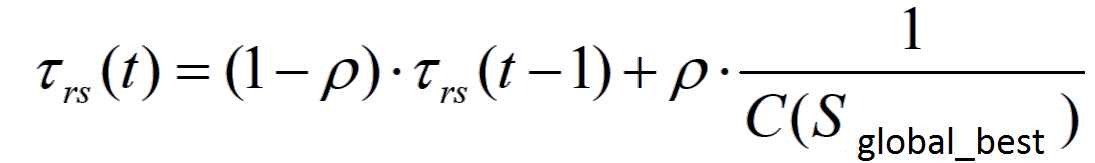 τ_rs(t) = (1 − ρ) · τ_rs(t − 1) + ρ · 1 / C(S_global_best)